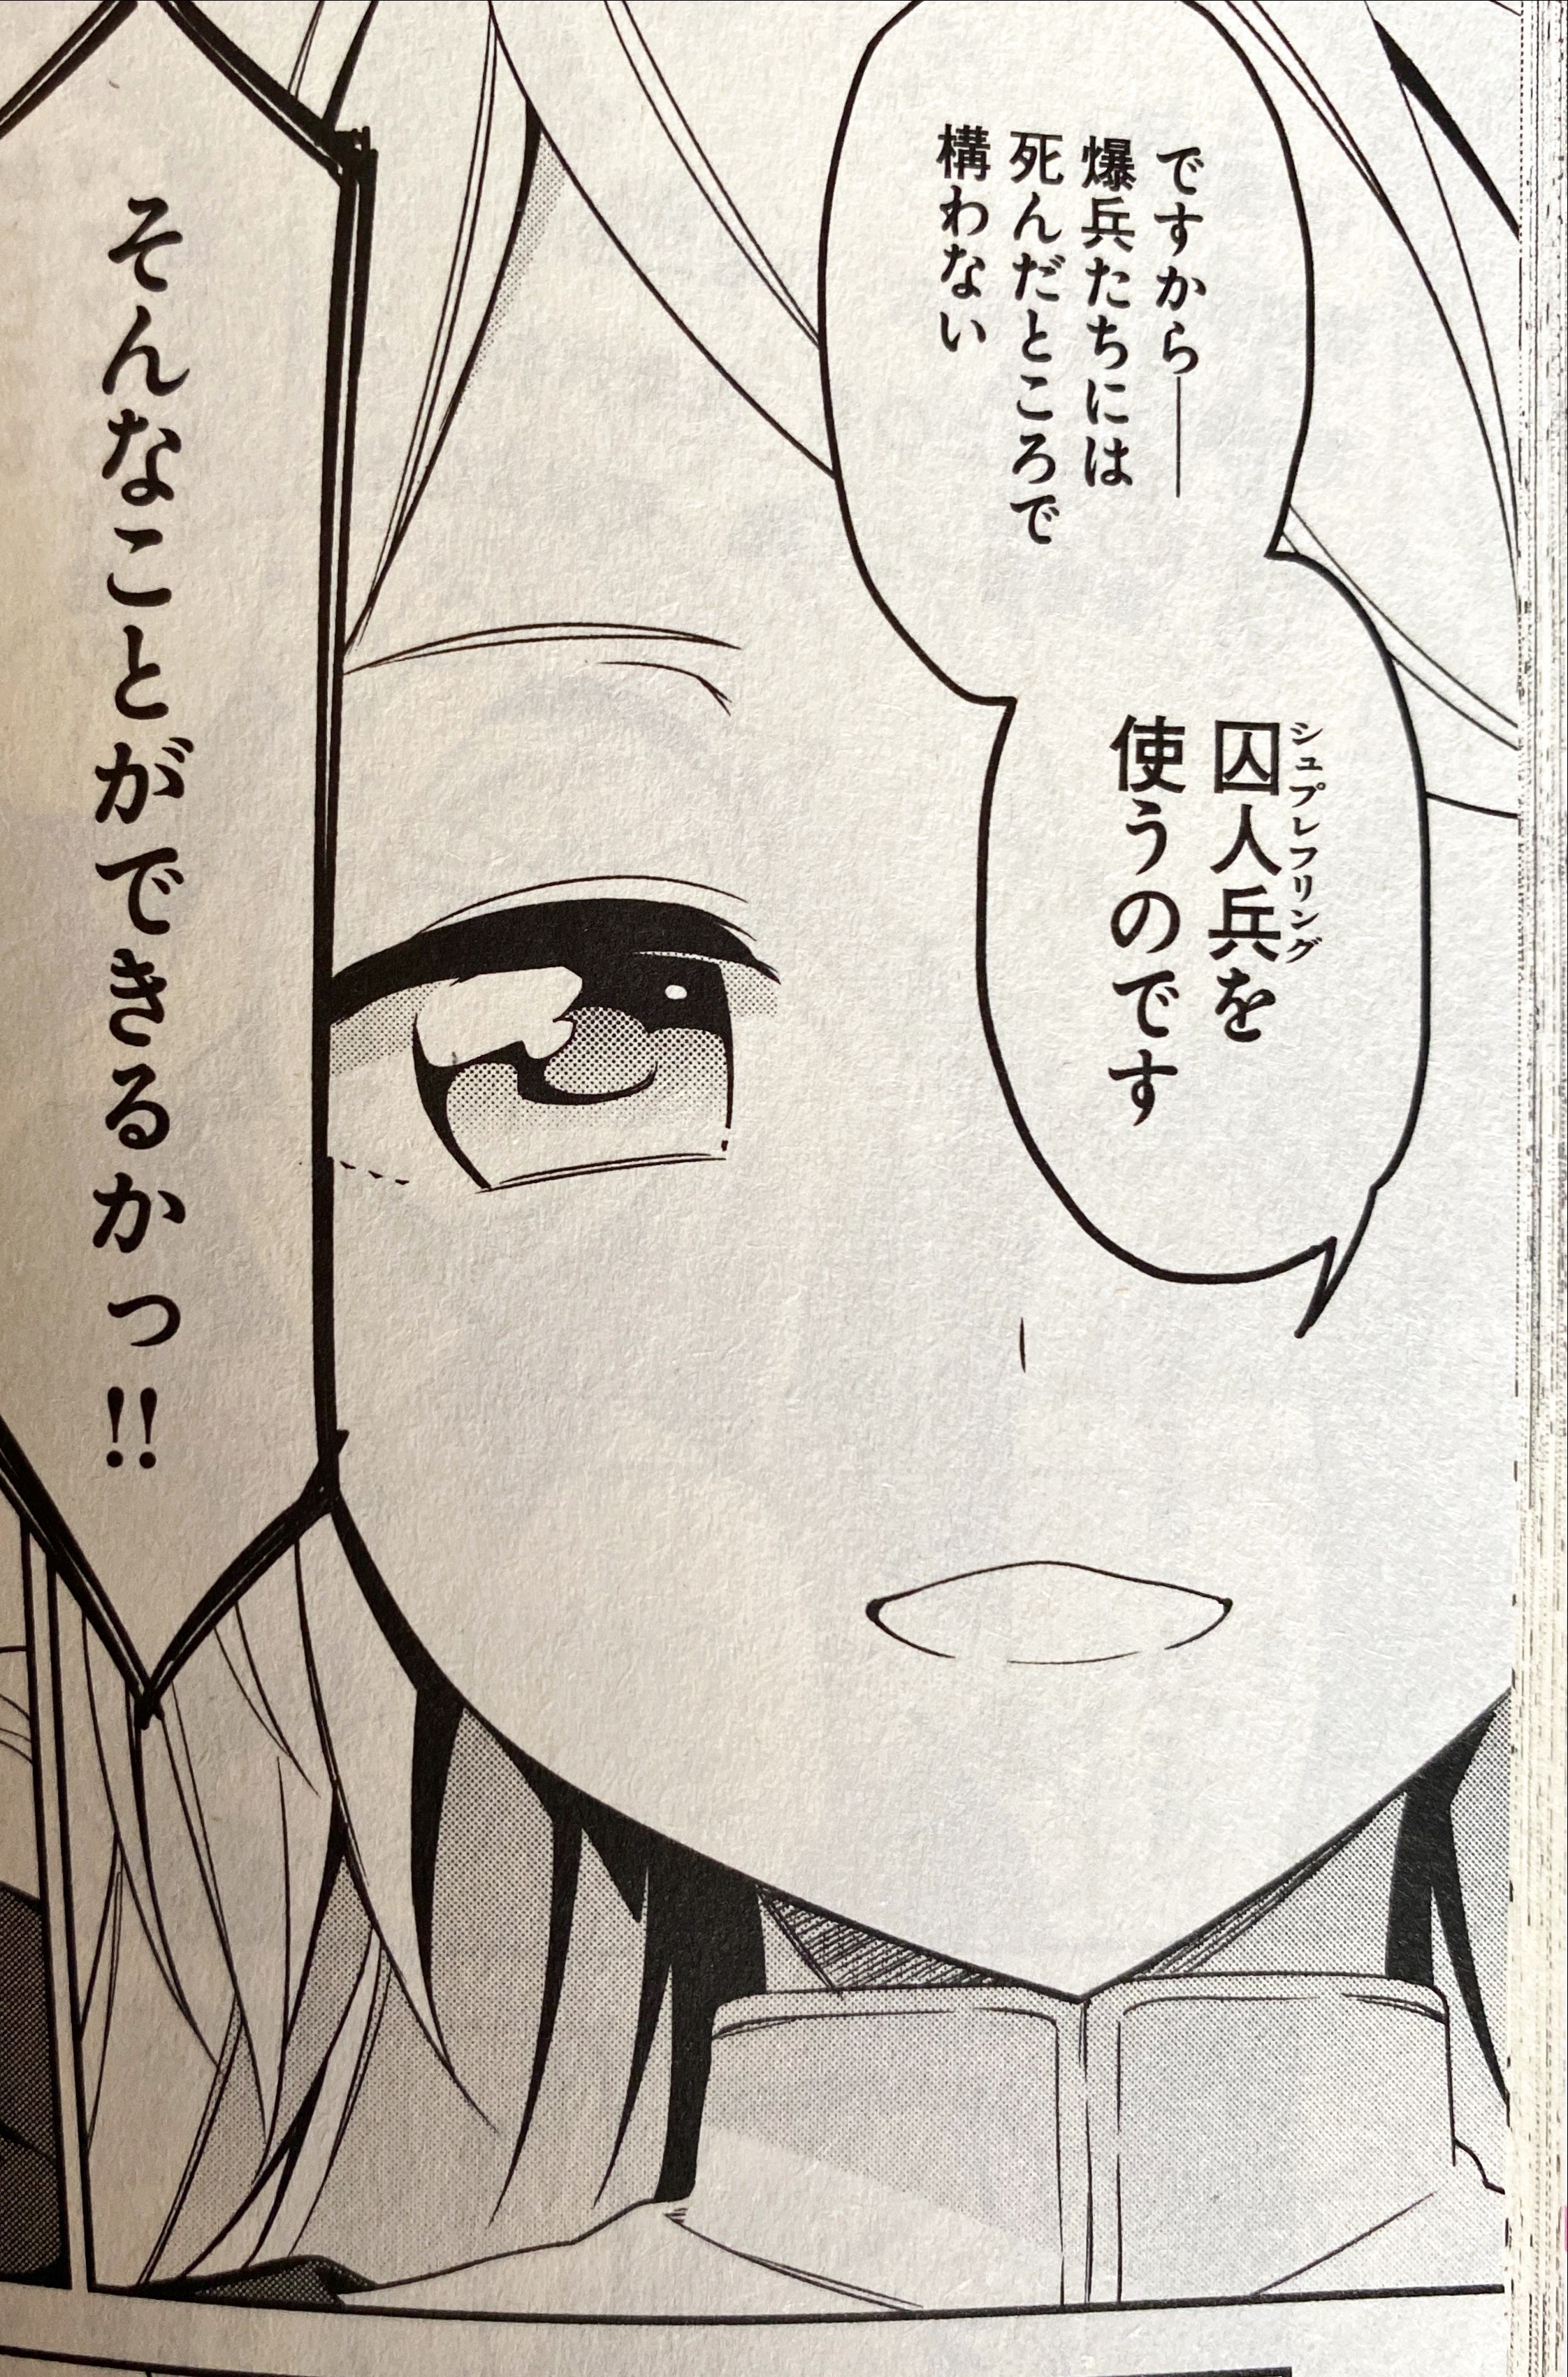 ですから――
爆兵たちには
死んだところで
構わない
囚人兵を
シュプレフリング
使うのです
そんなことができるかっ!!